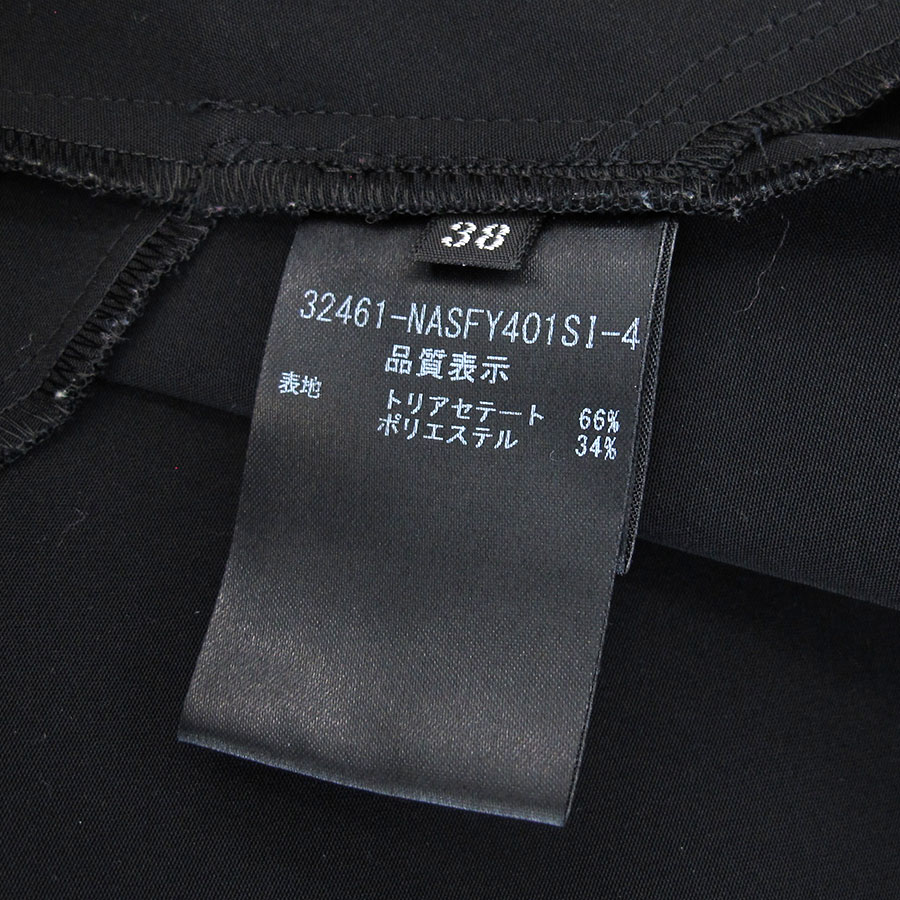 38
32461-NASFY401SI-4
品質表示
表地 トリアセテート 66%
ポリエステル 34%